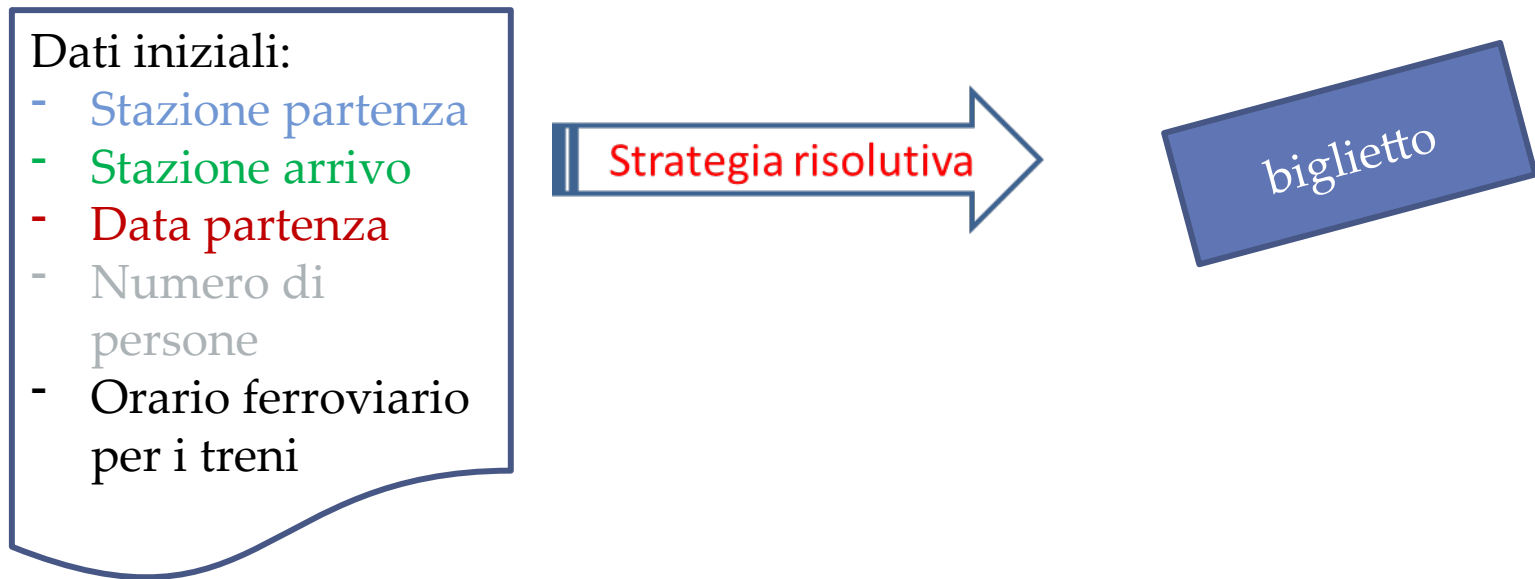 Dati iniziali:
- Stazione partenza
- Stazione arrivo
- Data partenza
- Numero di
persone
- Orario ferroviario
per i treni
Strategia risolutiva
biglietto